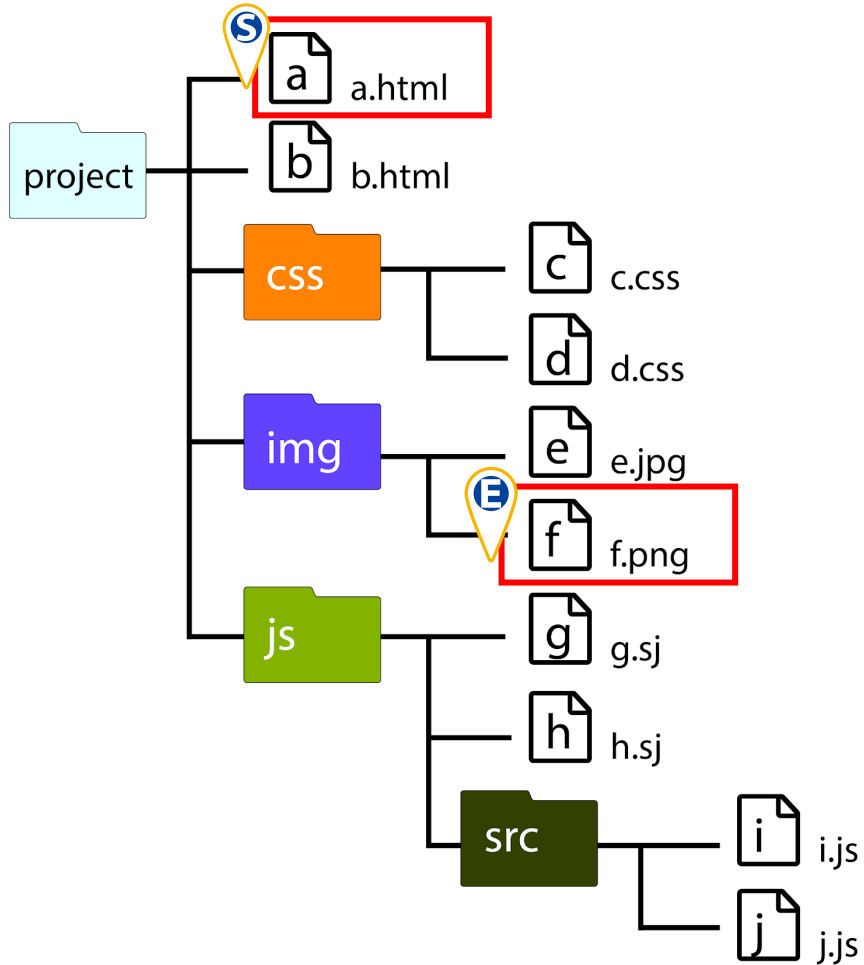 S
a
a.html
project
b
b.html
css
c
c.css
d
d.css
img
e
e.jpg
E
f
f.png
js
g
g.sj
h
h.sj
src
i
i.js
j
j.js